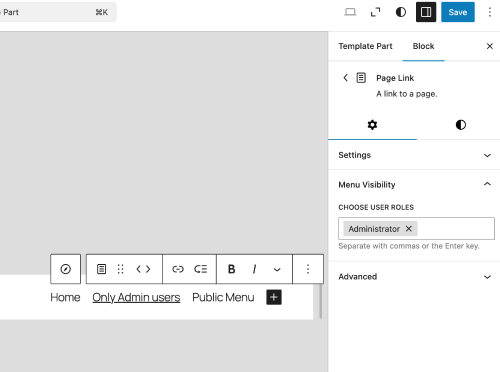 Part ⌘K
Save
Template Part Block
Page Link
A link to a page.
Settings
Menu Visibility
CHOOSE USER ROLES
Administrator
Separate with commas or the Enter key.
Advanced
B I
Home Only Admin users Public Menu